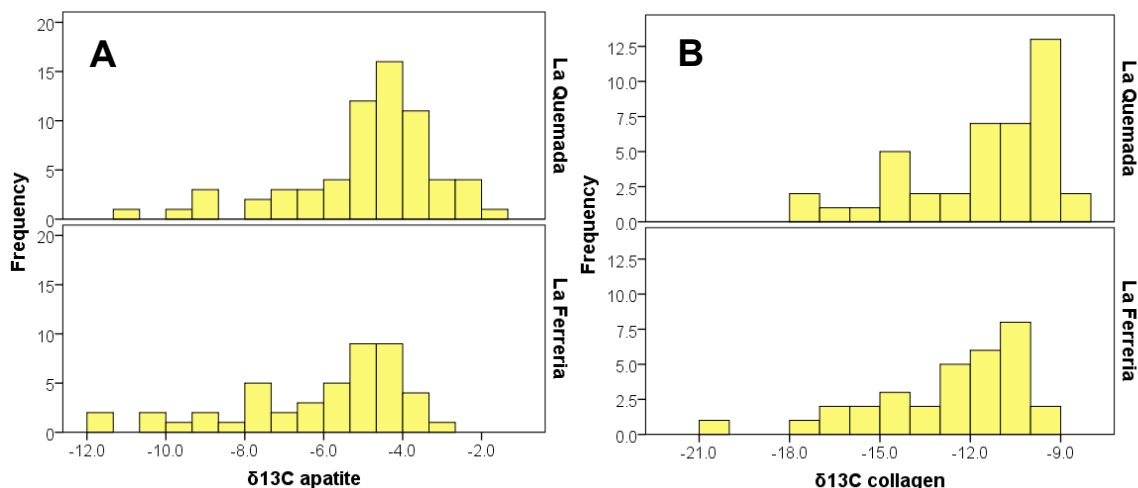 A
Frequency
20
15
10
5
0
La Quemada
20
15
10
5
0
La Ferreria
-12.0 -10.0 -8.0 -6.0 -4.0 -2.0
δ13C apatite
B
Frequency
12.5
10.0
7.5
5.0
2.5
0.0
La Quemada
12.5
10.0
7.5
5.0
2.5
0.0
La Ferreria
-21.0 -18.0 -15.0 -12.0 -9.0
δ13C collagen